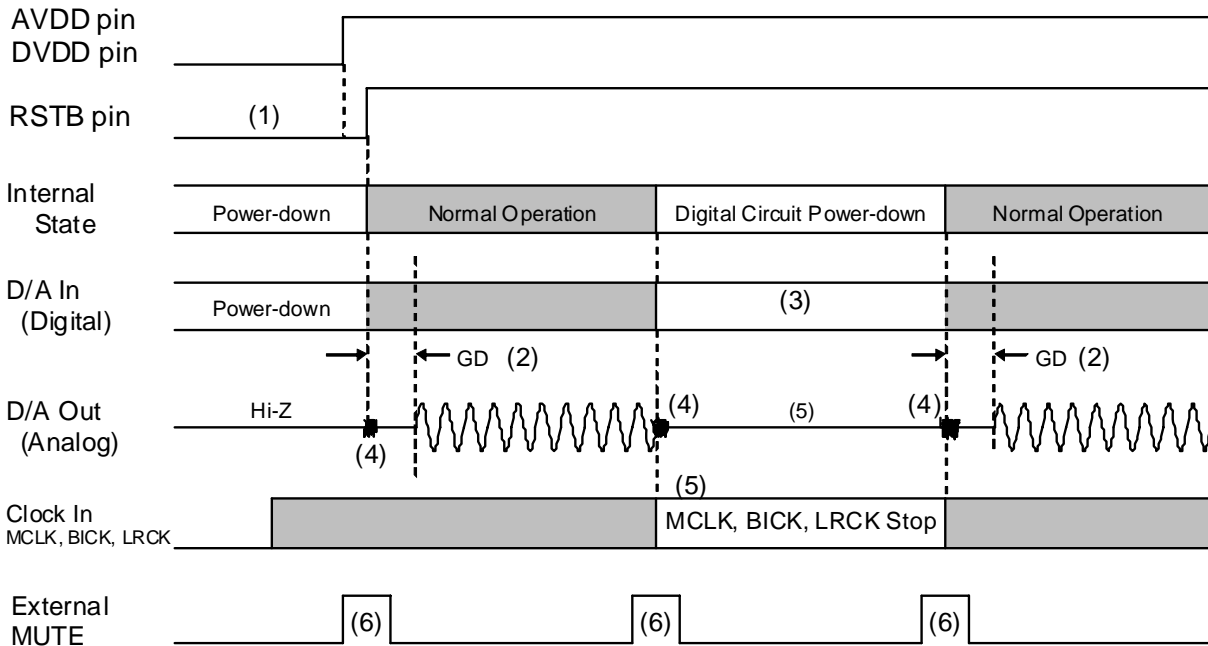 AVDD pin
DVDD pin
RSTB pin
(1)
Internal
State
Power-down
Normal Operation
Digital Circuit Power-down
Normal Operation
D/A In
(Digital)
Power-down
(3)
GD (2)
GD (2)
D/A Out
(Analog)
Hi-Z
(4)
(4)
(5)
(4)
(5)
Clock In
MCLK, BICK, LRCK
MCLK, BICK, LRCK Stop
External
MUTE
(6)
(6)
(6)